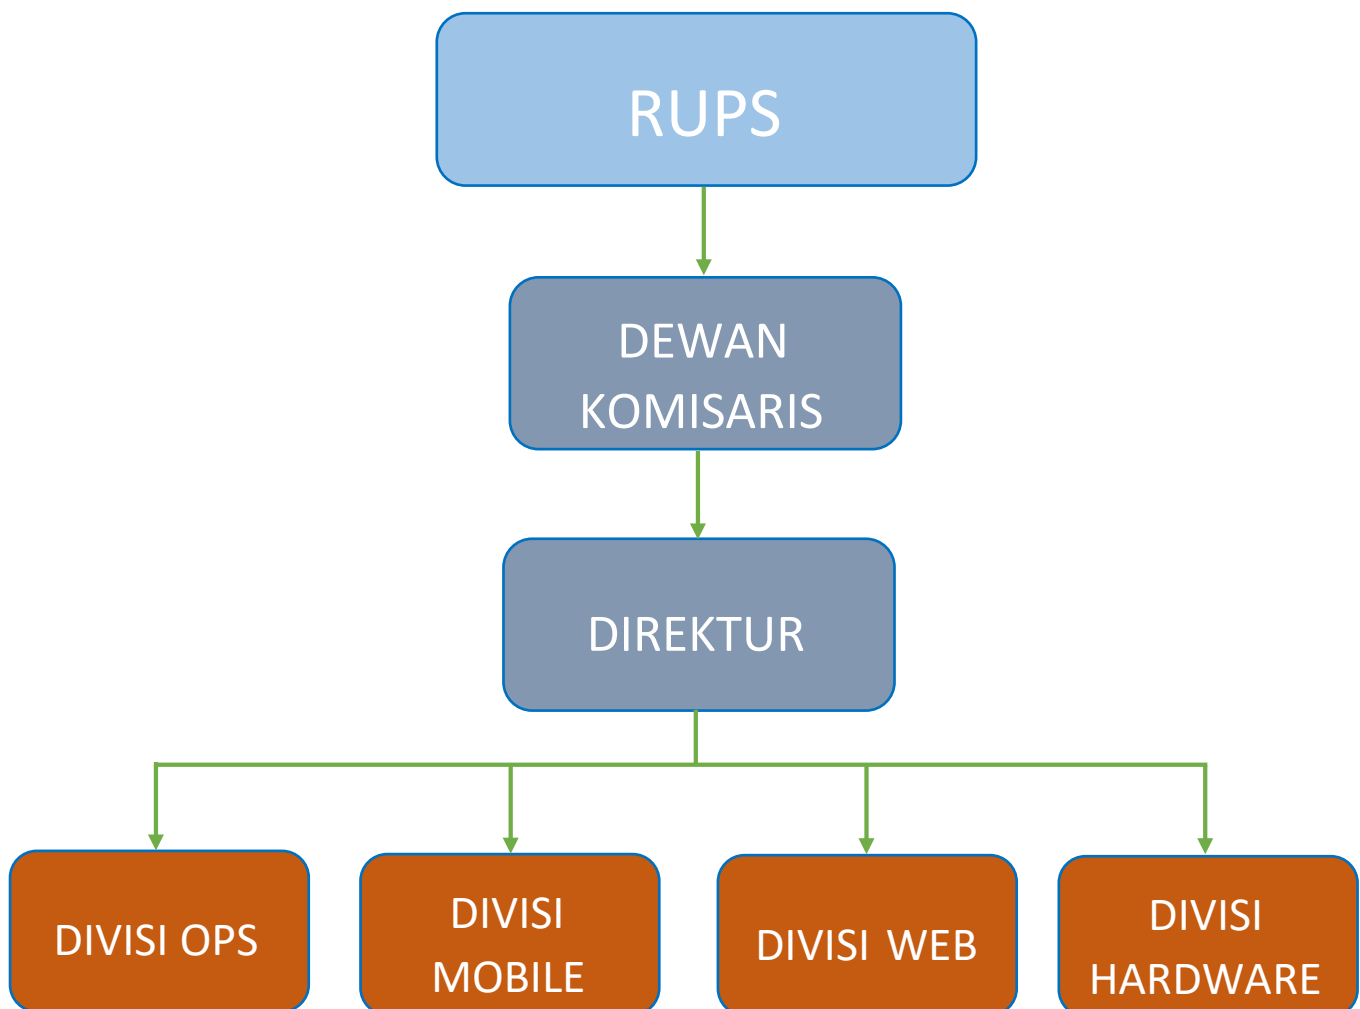 RUPS
DEWAN
KOMISARIS
DIREKTUR
DIVISI OPS
DIVISI
MOBILE
DIVISI WEB
DIVISI
HARDWARE